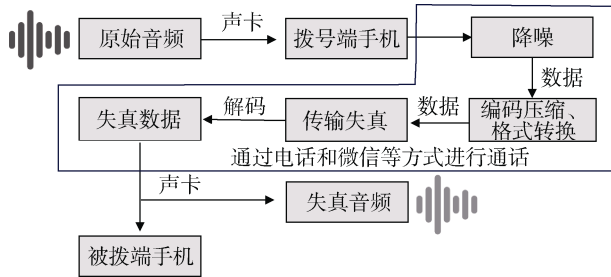 原始音频
声卡
拨号端手机
降噪
数据
编码压缩、
格式转换
数据
传输失真
解码
失真数据
通过电话和微信等方式进行通话
声卡
失真音频
被拨端手机